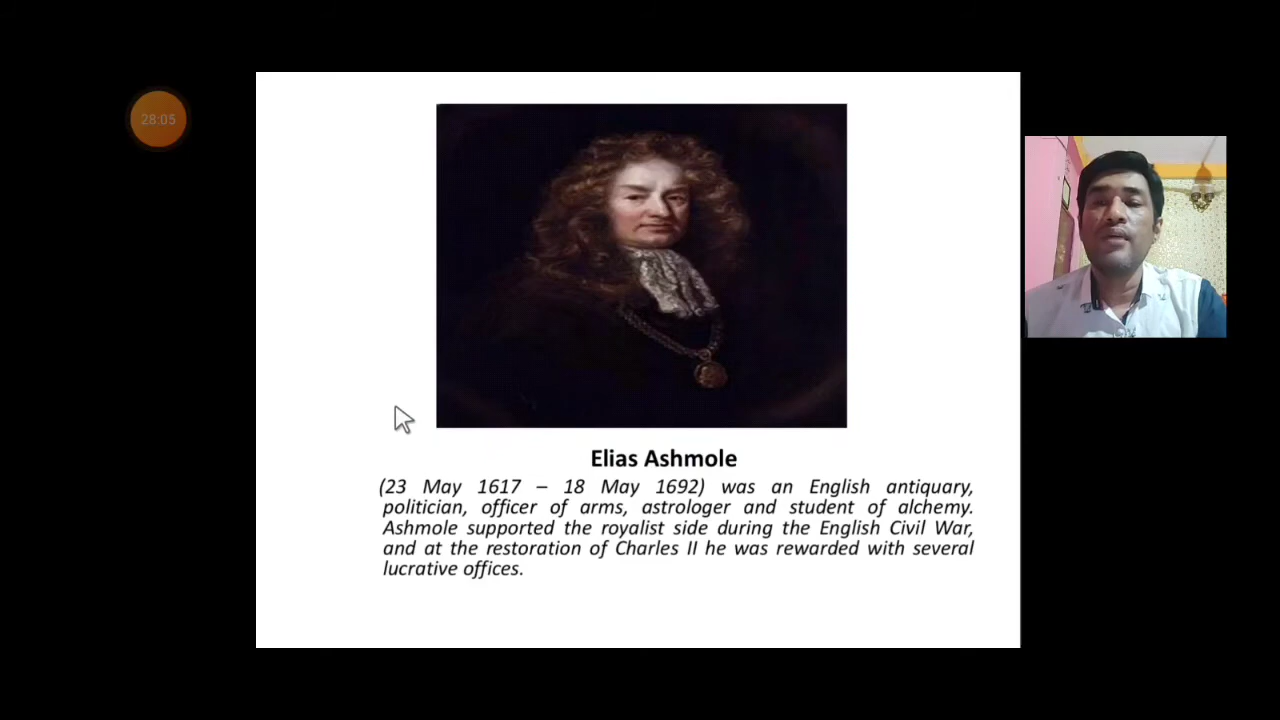 28:05
Elias Ashmole
(23 May 1617 – 18 May 1692) was an English antiquary,
politician, officer of arms, astrologer and student of alchemy.
Ashmole supported the royalist side during the English Civil War,
and at the restoration of Charles II he was rewarded with several
lucrative offices.